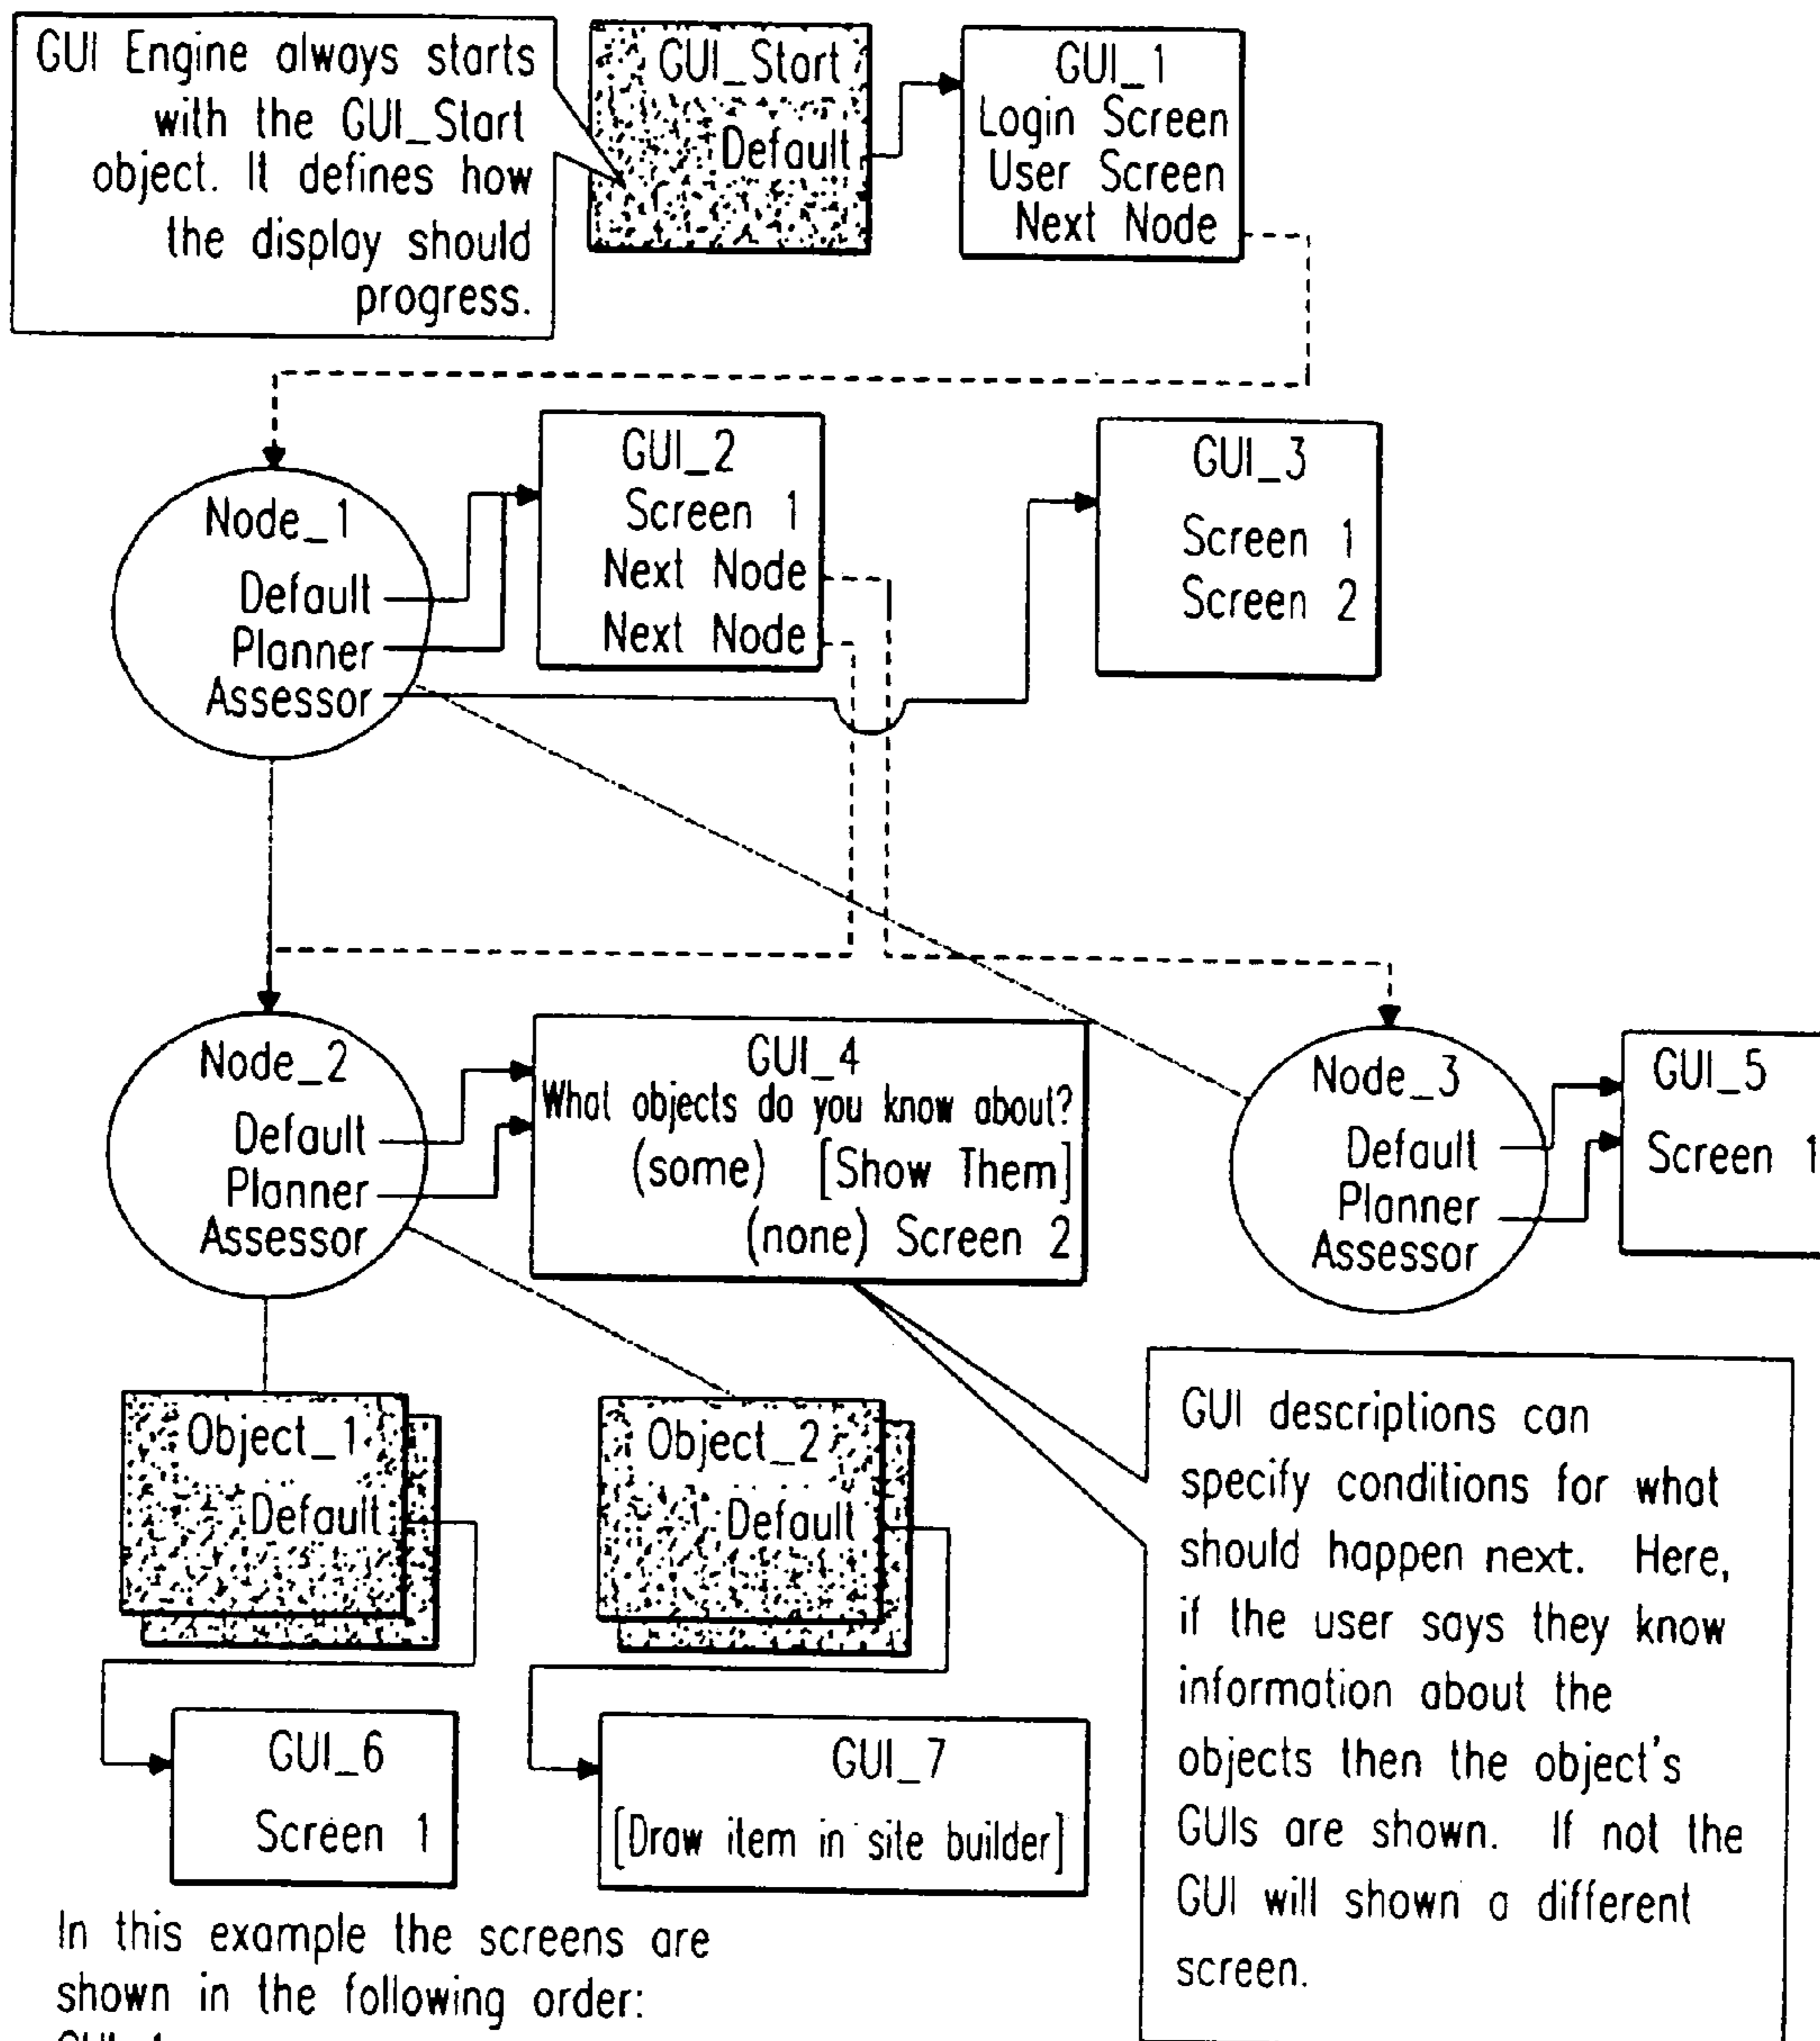 GUI Engine always starts
with the GUI_Start
object. It defines how
the display should
progress.
GUI_Start
Default
GUI_1
Login Screen
User Screen
Next Node
Node_1
Default
Planner
Assessor
GUI_2
Screen 1
Next Node
Next Node
GUI_3
Screen 1
Screen 2
Node_2
Default
Planner
Assessor
GUI_4
What objects do you know about?
(some) [Show Them]
(none) Screen 2
Node_3
Default
Planner
Assessor
GUI_5
Screen 1
Object_1
Default
Object_2
Default
GUI descriptions can
specify conditions for what
should happen next. Here,
if the user says they know
information about the
objects then the object's
GUIs are shown. If not the
GUI will shown a different
screen.
GUI_6
Screen 1
GUI_7
[Draw item in site builder]
In this example the screens are
shown in the following order: